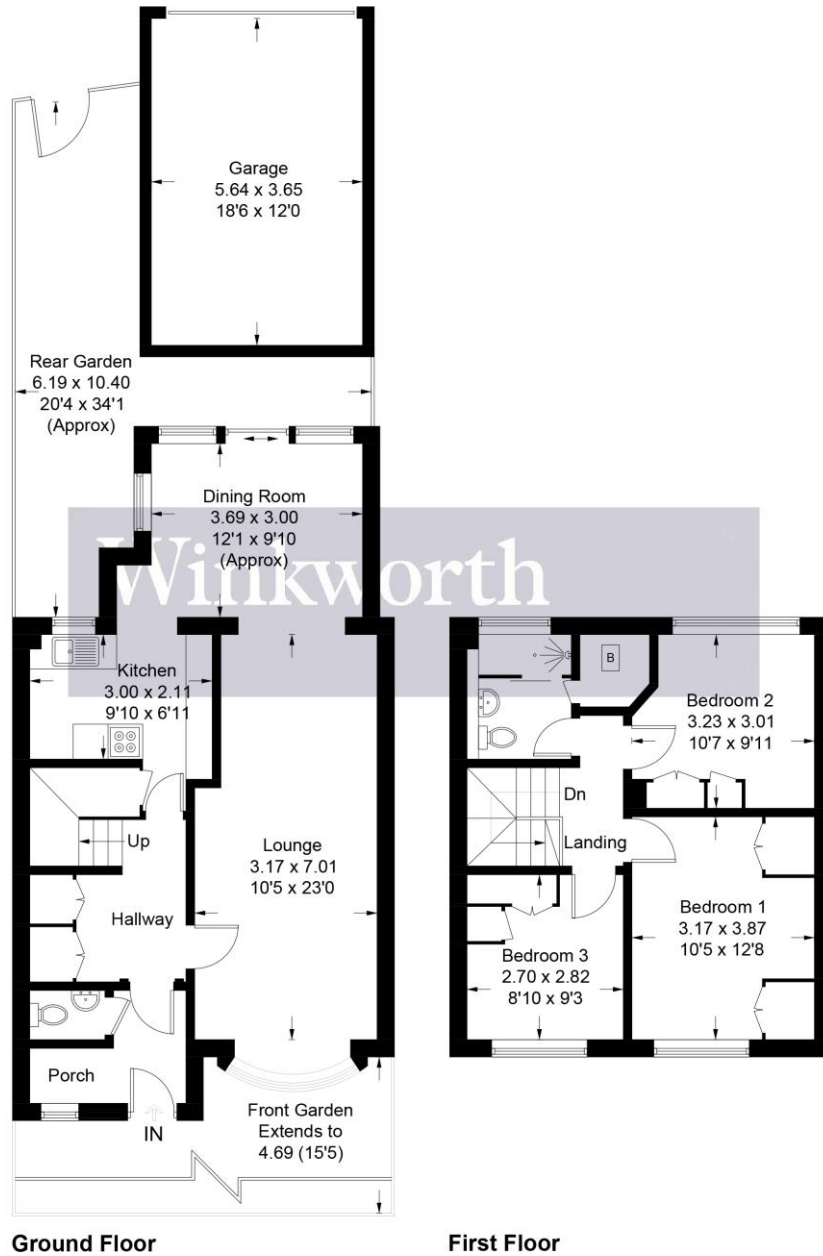 Garage
5.64 x 3.65
18'6 x 12'0
Rear Garden
6.19 x 10.40
20'4 x 34'1
(Approx)
Dining Room
3.69 x 3.00
12'1 x 9'10
(Approx)
Winkworth
Kitchen
3.00 x 2.11
9'10 x 6'11
Up
Lounge
3.17 x 7.01
10'5 x 23'0
Hallway
Porch
IN
Front Garden
Extends to
4.69 (15'5)
Ground Floor
B
Bedroom 2
3.23 x 3.01
10'7 x 9'11
Dn
Landing
Bedroom 1
3.17 x 3.87
10'5 x 12'8
Bedroom 3
2.70 x 2.82
8'10 x 9'3
First Floor